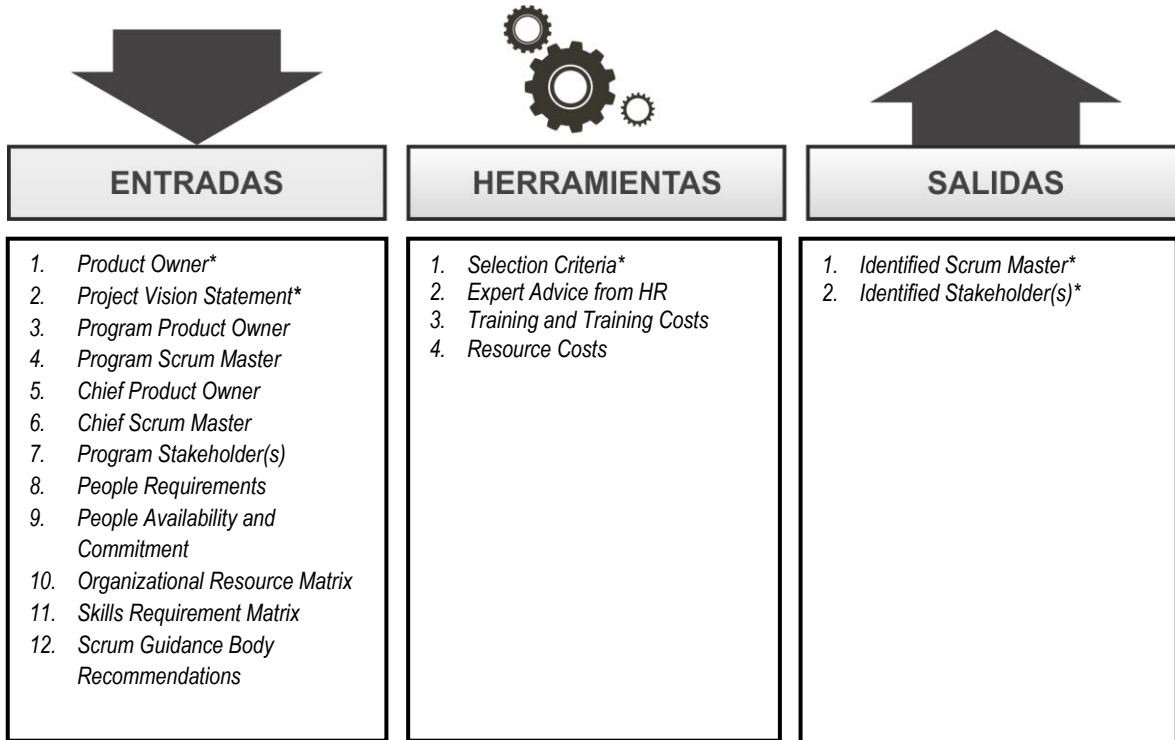 ENTRADAS
1. Product Owner*
2. Project Vision Statement*
3. Program Product Owner
4. Program Scrum Master
5. Chief Product Owner
6. Chief Scrum Master
7. Program Stakeholder(s)
8. People Requirements
9. People Availability and
Commitment
10. Organizational Resource Matrix
11. Skills Requirement Matrix
12. Scrum Guidance Body
Recommendations
HERRAMIENTAS
1. Selection Criteria*
2. Expert Advice from HR
3. Training and Training Costs
4. Resource Costs
SALIDAS
1. Identified Scrum Master*
2. Identified Stakeholder(s)*